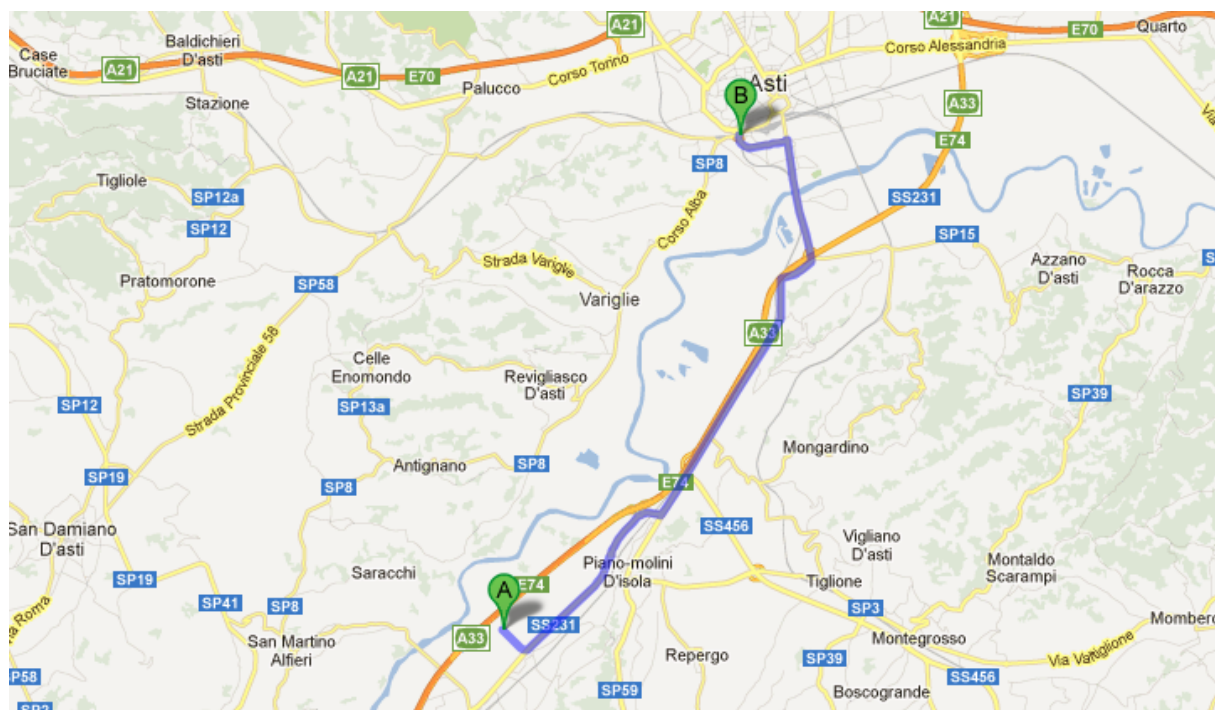 A21
E70
Quarto
Case
Bruciate
Baldichieri
D'asti
Corso Alessandria
A21
A21
E70
Corso Torino
Palucco
Asti
B
A33
Stazione
E74
SP8
Tigliole
SP12a
SP12
SS231
Corso Alba
SP15
Strada Variglie
Azzano
D'asti
Rocca
D'arazzo
Pratomorone
SP58
Variglie
A33
Celle
Enomondo
Revigliasco
D'asti
Strada Provinciale 58
SP12
SP13a
SP39
Mongardino
Antignano
SP8
SP19
SP8
E74
San Damiano
D'asti
SS456
Vigliano
D'asti
Piano-molini
D'isola
Montaldo
Scarampi
Saracchi
SP19
A
E74
Tiglione
SP41
SP8
SS231
SP3
Mombero
San Martino
Alfieri
A33
Montegrosso
Repergo
SP39
Via Vattiglione
SP58
SP59
SS456
Boscogrande
SP2